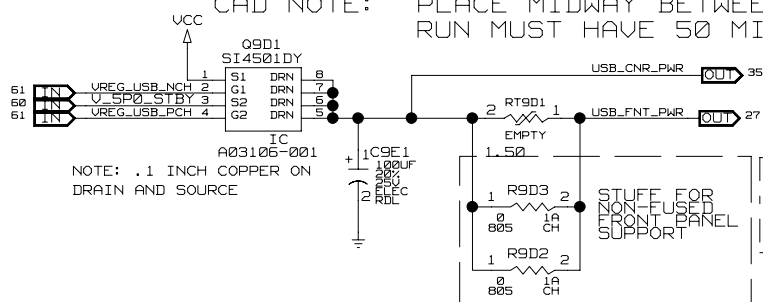 CAD NOTE: PLACE MIDWAY BETWEE
RUN MUST HAVE 50 MI
VCC
Q9D1
SI4501DY
1 S1 DRN 8
61 IN VREG_USB_NCH 2 G1 DRN 7
60 IN V_5P0_STBY 3 S2 DRN 6
61 IN VREG_USB_PCH 4 G2 DRN 5
IC
A03106-001
NOTE: .1 INCH COPPER ON
DRAIN AND SOURCE
USB_CNR_PWR OUT 35
2 RT9D1 1 USB_FNT_PWR OUT 27
EMPTY
1.50
+ 1 C9E1
100UF
20%
25V
ELEC
2 RDL
1 R9D3 2
0 1A
805 CH
1 R9D2 2
0 1A
805 CH
STUFF FOR
NON-FUSED
FRONT PANEL
SUPPORT